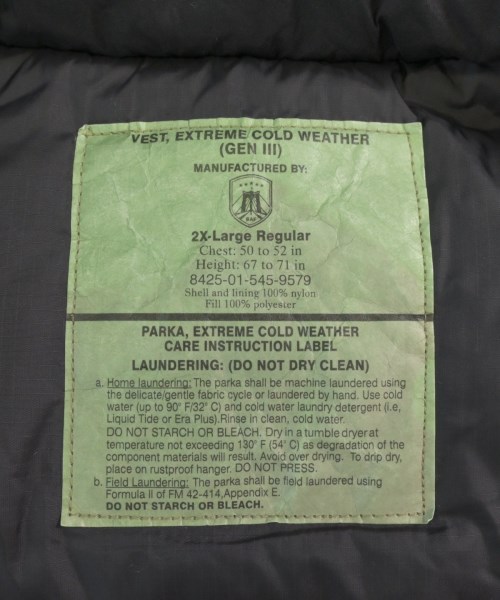 VEST, EXTREME COLD WEATHER
(GEN III)
MANUFACTURED BY:
2X-Large Regular
Chest: 50 to 52 in
Height: 67 to 71 in
8425-01-545-9579
Shell and lining 100% nylon
Fill 100% polyester
PARKA, EXTREME COLD WEATHER
CARE INSTRUCTION LABEL
LAUNDERING: (DO NOT DRY CLEAN)
a. Home laundering: The parka shall be machine laundered using
the delicate/gentle fabric cycle or laundered by hand. Use cold
water (up to 90° F/32° C) and cold water laundry detergent (i.e,
Liquid Tide or Era Plus).Rinse in clean, cold water.
DO NOT STARCH OR BLEACH. Dry in a tumble dryer at
temperature not exceeding 130° F (54° C) as degradation of the
component materials will result. Avoid over drying. To drip dry,
place on rustproof hanger. DO NOT PRESS.
b. Field Laundering: The parka shall be field laundered using
Formula II of FM 42-414,Appendix E.
DO NOT STARCH OR BLEACH.